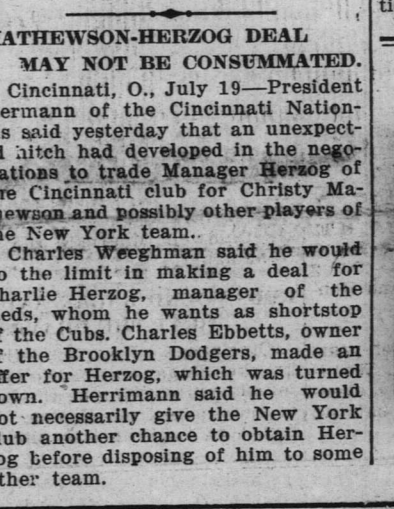 ATHEWSON-HERZOG DEAL
MAY NOT BE CONSUMMATED.
Cincinnati, O., July 19—President
ermann of the Cincinnati Nation-
s said yesterday that an unexpect-
hitch had developed in the nego-
ations to trade Manager Herzog of
e Cincinnati club for Christy Ma-
ewson and possibly other players of
e New York team.
Charles Weeghman said he would
o the limit in making a deal for
harlie Herzog, manager of the
eds, whom he wants as shortstop
f the Cubs. Charles Ebbetts, owner
f the Brooklyn Dodgers, made an
ffer for Herzog, which was turned
own. Herrimann said he would
ot necessarily give the New York
lub another chance to obtain Her-
og before disposing of him to some
ther team.